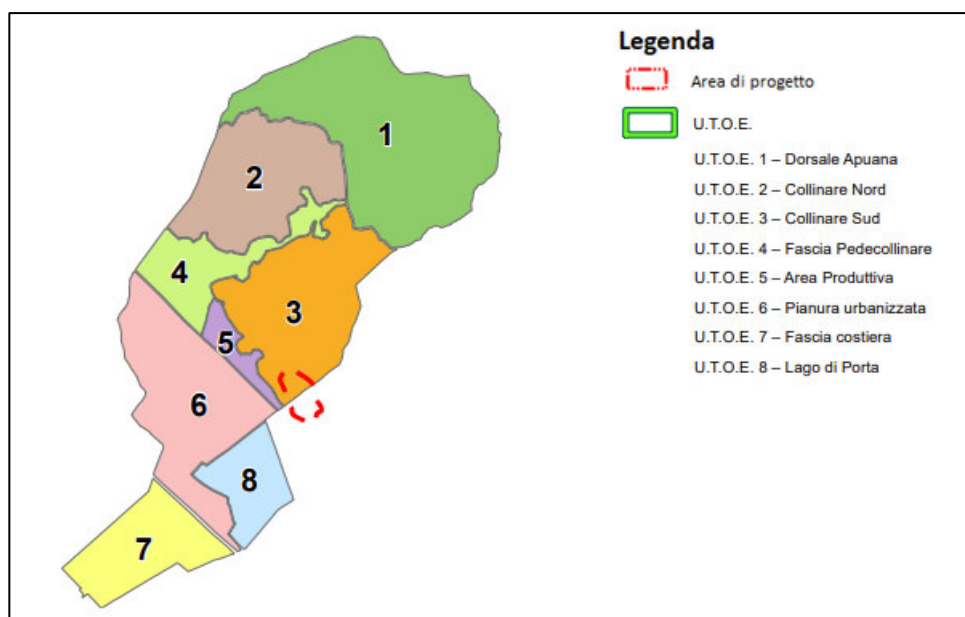 Legenda
Area di progetto
U.T.O.E.
U.T.O.E. 1 – Dorsale Apuana
U.T.O.E. 2 – Collinare Nord
U.T.O.E. 3 – Collinare Sud
U.T.O.E. 4 – Fascia Pedecollinare
U.T.O.E. 5 – Area Produttiva
U.T.O.E. 6 – Pianura urbanizzata
U.T.O.E. 7 – Fascia costiera
U.T.O.E. 8 – Lago di Porta
1
2
4
3
5
6
8
7